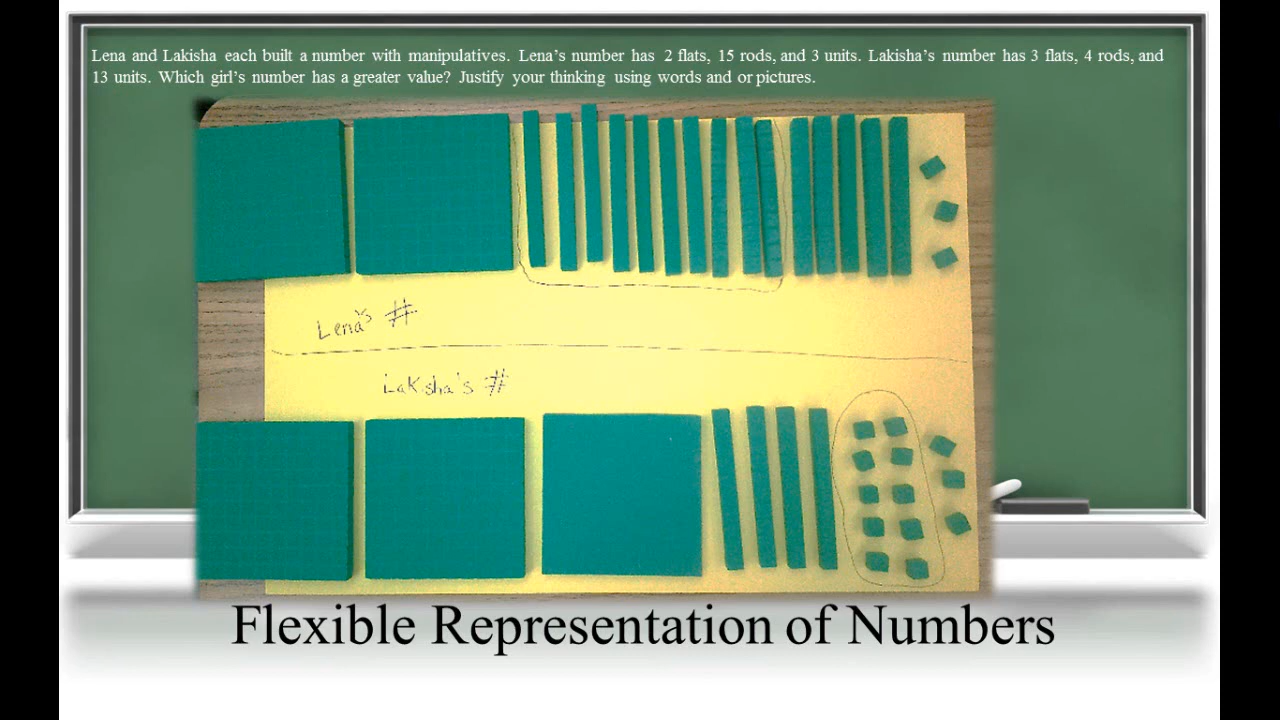 Lena and Lakisha each built a number with manipulatives. Lena's number has 2 flats, 15 rods, and 3 units. Lakisha's number has 3 flats, 4 rods, and
13 units. Which girl's number has a greater value? Justify your thinking using words and or pictures.
Lena's #
Laksha's #
Flexible Representation of Numbers